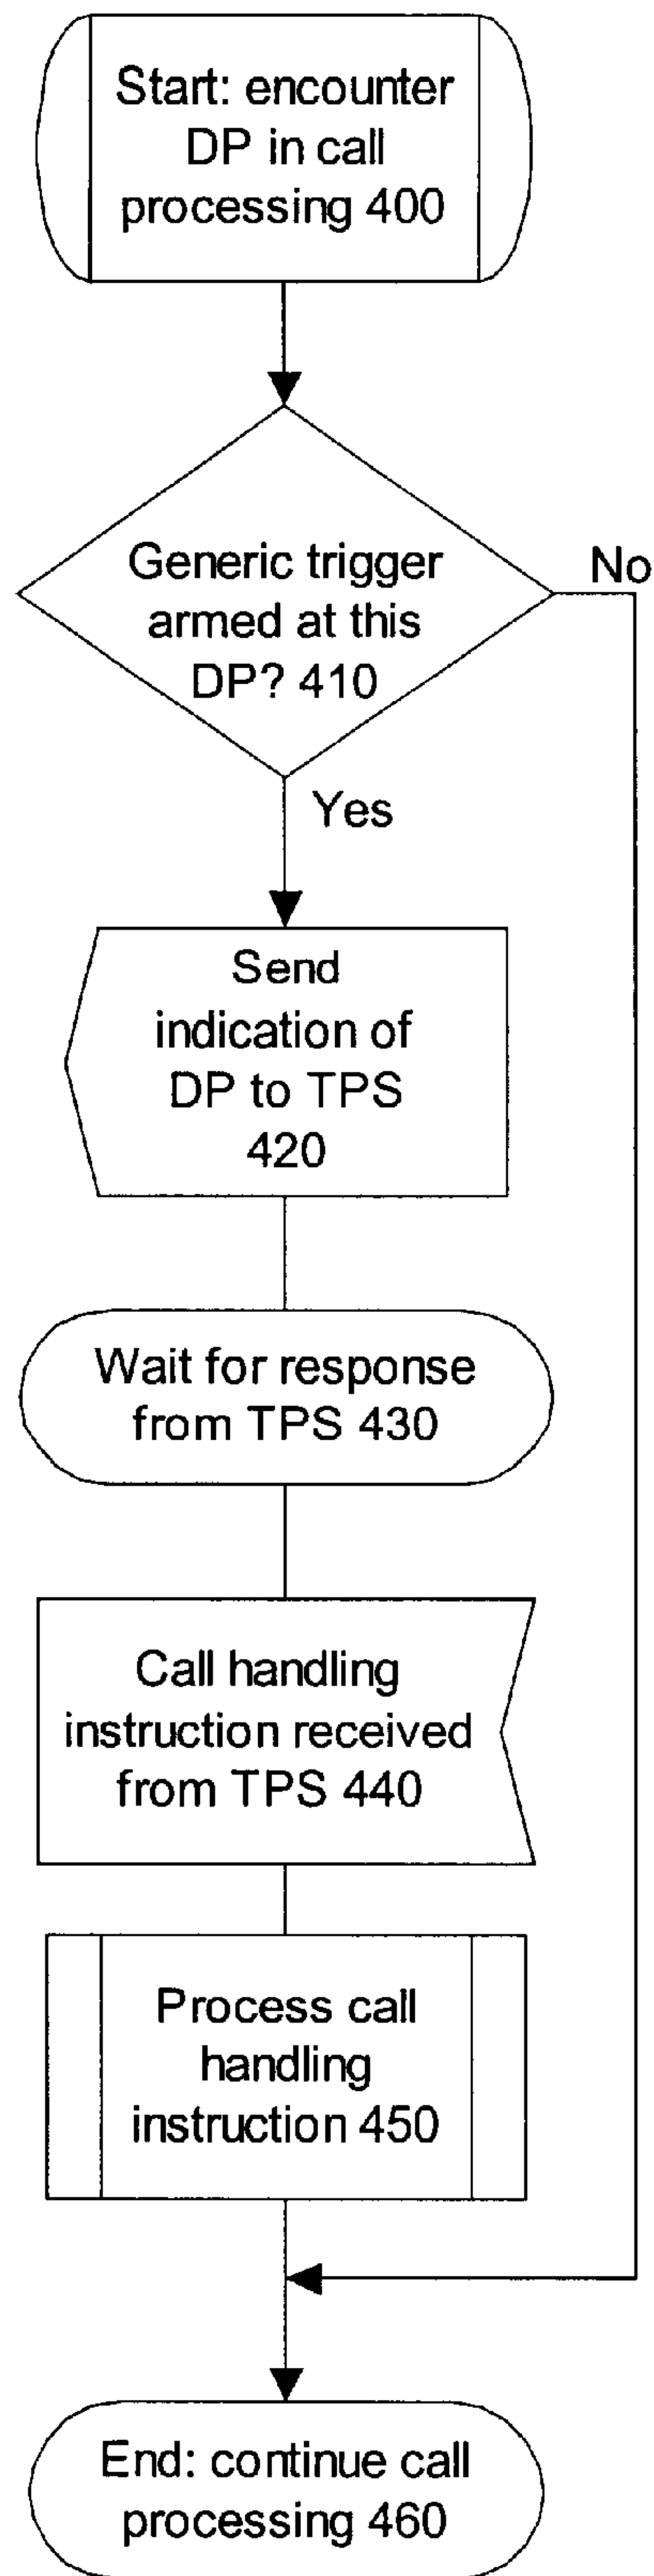 Start: encounter
DP in call
processing 400
Generic trigger
armed at this
DP? 410
No
Yes
Send
indication of
DP to TPS
420
Wait for response
from TPS 430
Call handling
instruction received
from TPS 440
Process call
handling
instruction 450
End: continue call
processing 460